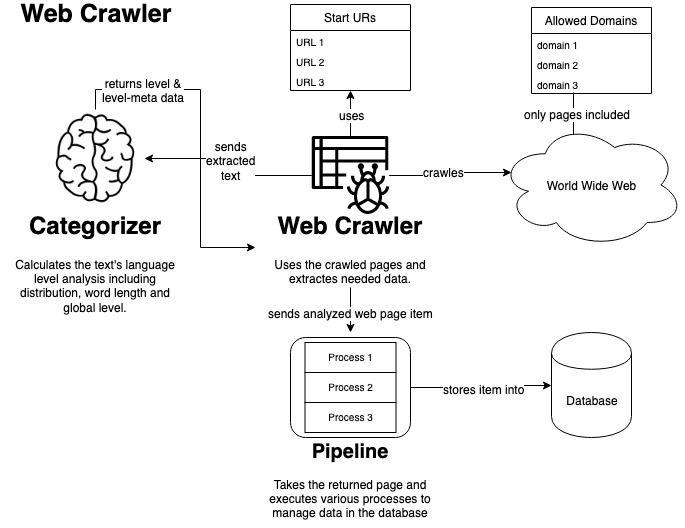 Web Crawler
Start URs
URL 1
URL 2
URL 3
Allowed Domains
domain 1
domain 2
domain 3
returns level &
level-meta data
uses
only pages included
sends
extracted
text
crawles
World Wide Web
Categorizer
Web Crawler
Calculates the text's language
level analysis including
distribution, word length and
global level.
Uses the crawled pages and
extractes needed data.
sends analyzed web page item
Process 1
Process 2
Process 3
stores item into
Database
Pipeline
Takes the returned page and
executes various processes to
manage data in the database